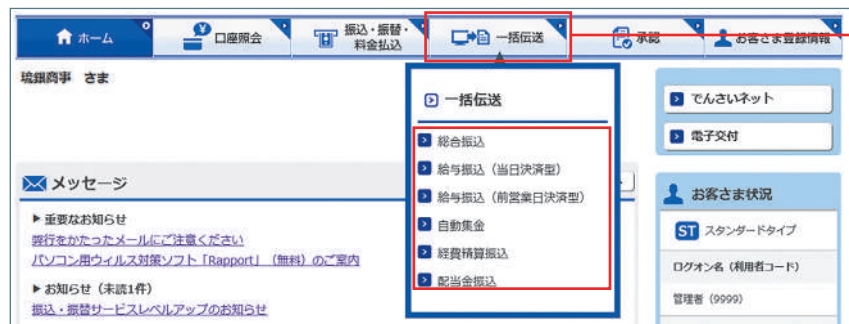 ホーム
口座照会
振込・振替・
料金払込
一括伝送
承認
お客さま登録情報
琉銀商事 さま
一括伝送
総合振込
給与振込（当日決済型）
給与振込（前営業日決済型）
自動集金
経費精算振込
配当金振込
でんさいネット
電子交付
メッセージ
▶ 重要なお知らせ
弊行をかたったメールにご注意ください
パソコン用ウィルス対策ソフト「Rapport」（無料）のご案内
▶ お知らせ（未読1件）
振込・振替サービスレベルアップのお知らせ
お客さま状況
ST スタンダードタイプ
ログオン名（利用者コード）
管理者（9999）